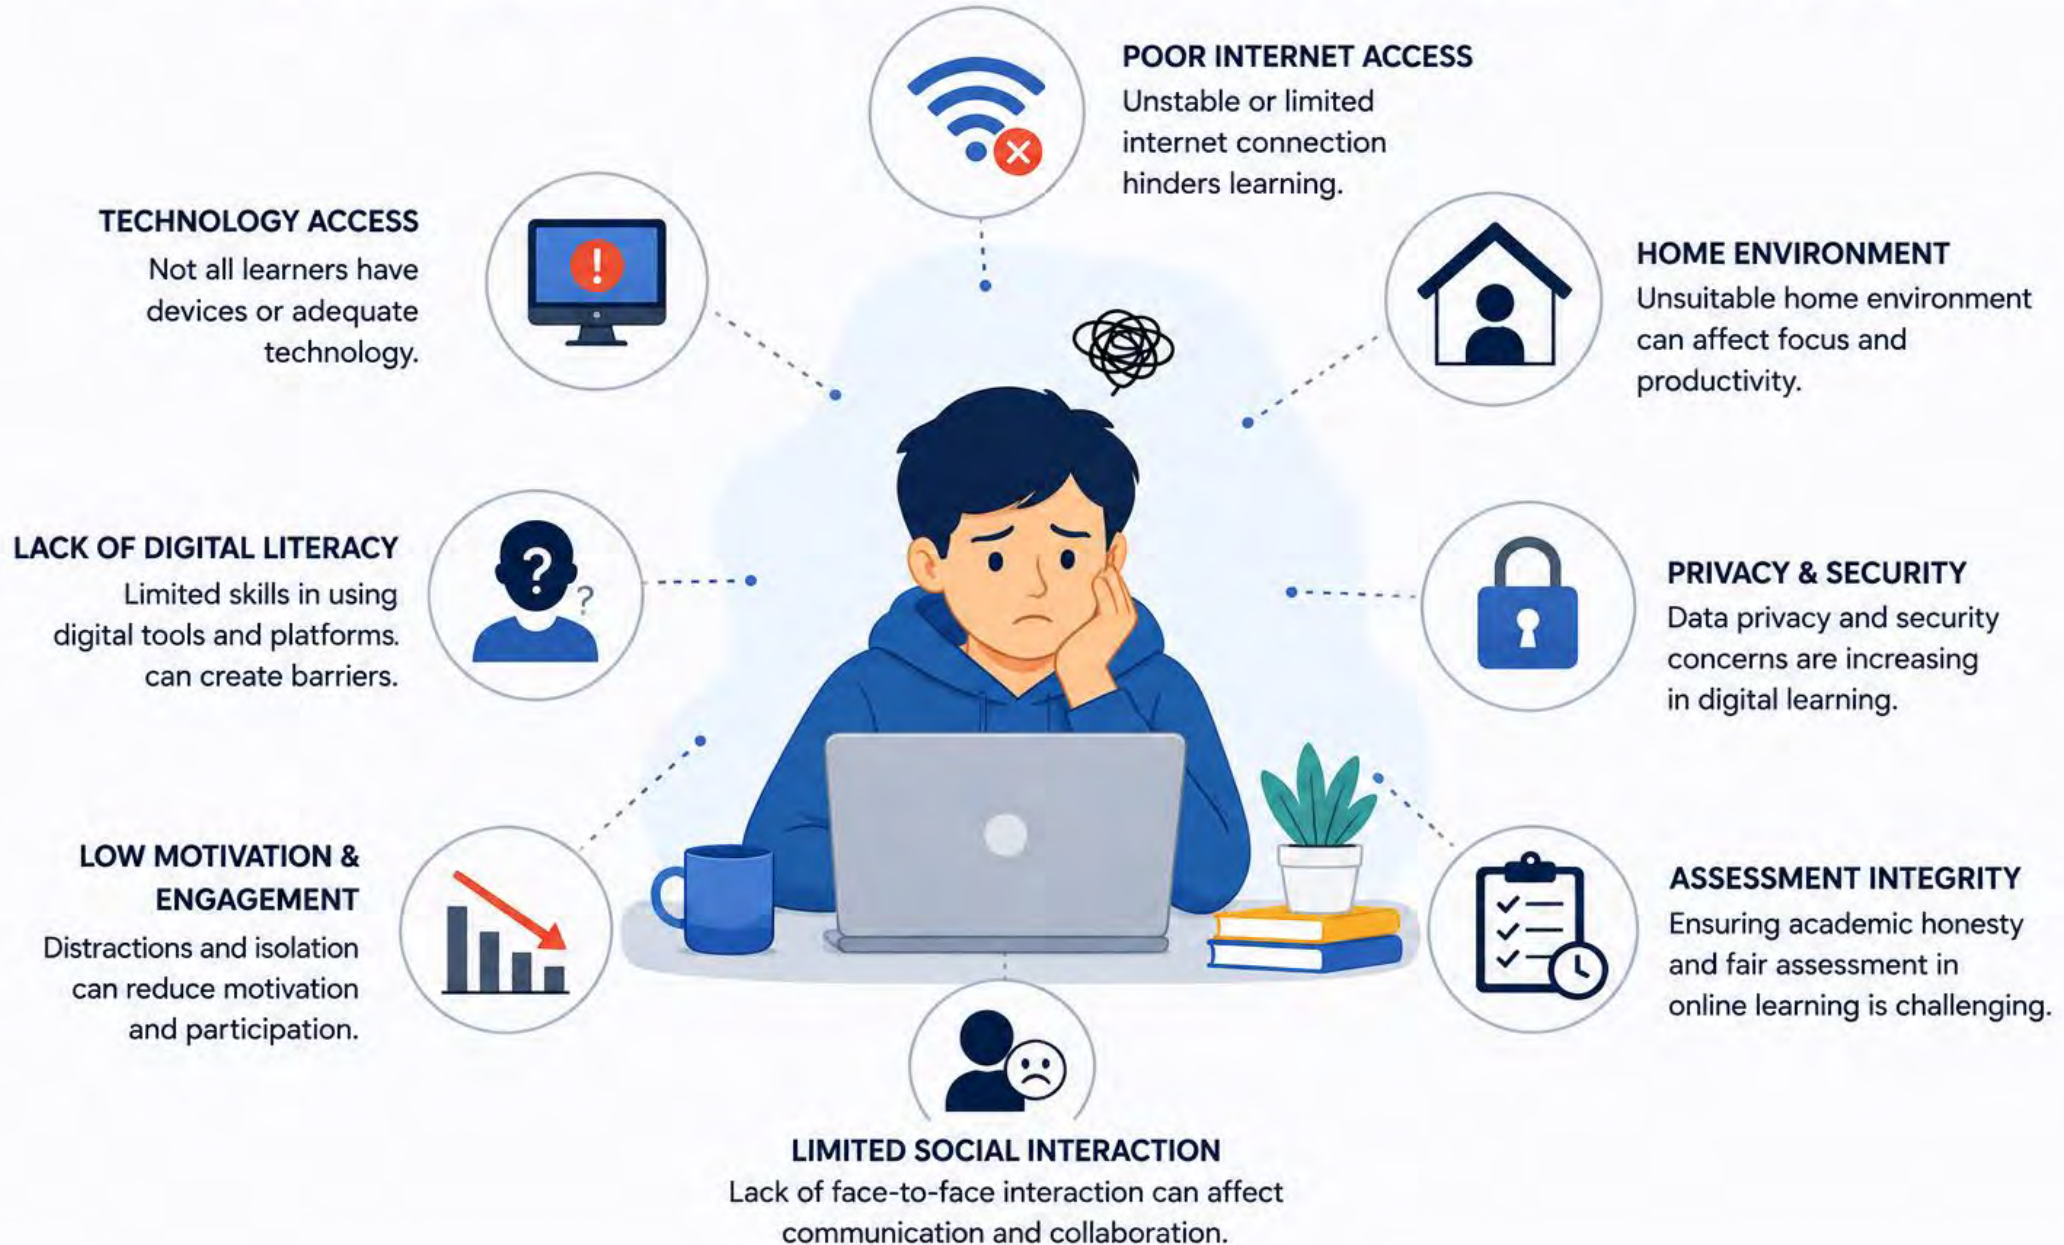 POOR INTERNET ACCESS
Unstable or limited
internet connection
hinders learning.
TECHNOLOGY ACCESS
Not all learners have
devices or adequate
technology.
HOME ENVIRONMENT
Unsuitable home environment
can affect focus and
productivity.
LACK OF DIGITAL LITERACY
Limited skills in using
digital tools and platforms.
can create barriers.
PRIVACY & SECURITY
Data privacy and security
concerns are increasing
in digital learning.
LOW MOTIVATION &
ENGAGEMENT
Distractions and isolation
can reduce motivation
and participation.
ASSESSMENT INTEGRITY
Ensuring academic honesty
and fair assessment in
online learning is challenging.
LIMITED SOCIAL INTERACTION
Lack of face-to-face interaction can affect
communication and collaboration.